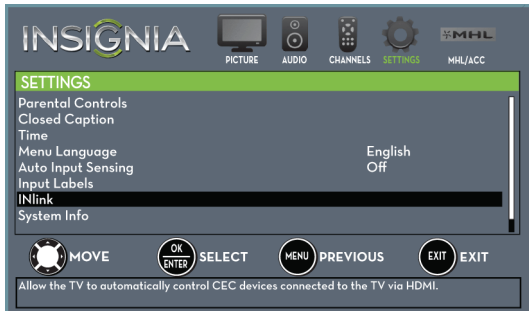 INSIGNIA
PICTURE AUDIO CHANNELS SETTINGS MHL MHL/ACC
SETTINGS
Parental Controls
Closed Caption
Time
Menu Language English
Auto Input Sensing Off
Input Labels
INlink
System Info
MOVE OK ENTER SELECT MENU PREVIOUS EXIT EXIT
Allow the TV to automatically control CEC devices connected to the TV via HDMI.